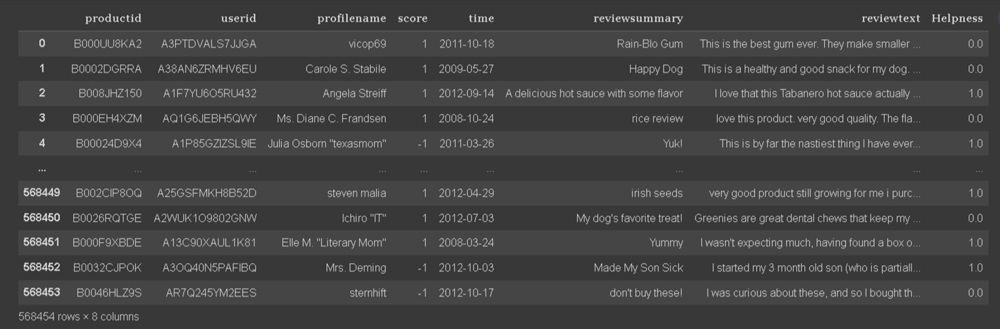 productid userid profilename score time reviewsummary reviewtext Helpness
0 B000UU8KA2 A3PTDVALS7JJGA vicop69 1 2011-10-18 Rain-Blo Gum This is the best gum ever. They make smaller ... 0.0
1 B0002DGRRA A38AN6ZRMHV6EU Carole S. Stabile 1 2009-05-27 Happy Dog This is a healthy and good snack for my dog. ... 0.0
2 B008JHZ150 A1F7YU6O5RU432 Angela Streiff 1 2012-09-14 A delicious hot sauce with some flavor I love that this Tabanero hot sauce actually ... 1.0
3 B000EH4XZM AQ1G6JEBH5QWY Ms. Diane C. Frandsen 1 2008-10-24 rice review love this product. very good quality. The fla... 0.0
4 B00024D9X4 A1P85GZIZSL9IE Julia Osborn "texasmom" -1 2011-03-26 Yuk! This is by far the nastiest thing I have ever... 1.0
... ... ... ... ... ... ... ... ...
568449 B002CIP8OQ A25GSFMKH8B52D steven malia 1 2012-04-29 irish seeds very good product still growing for me i purc... 1.0
568450 B0026RQTGE A2WUK1O9802GNW Ichiro "IT" 1 2012-07-03 My dog's favorite treat! Greenies are great dental chews that keep my ... 0.0
568451 B000F9XBDE A13C90XAUL1K81 Elle M. "Literary Mom" 1 2008-03-24 Yummy I wasn't expecting much, having found a box o... 1.0
568452 B0032CJPOK A3OQ40N5PAFIBQ Mrs. Deming -1 2012-10-03 Made My Son Sick I started my 3 month old son (who is partiall... 1.0
568453 B0046HLZ9S AR7Q245YM2EES sternhift -1 2012-10-17 don't buy these! I was curious about these, and so I bought th... 0.0
568454 rows × 8 columns